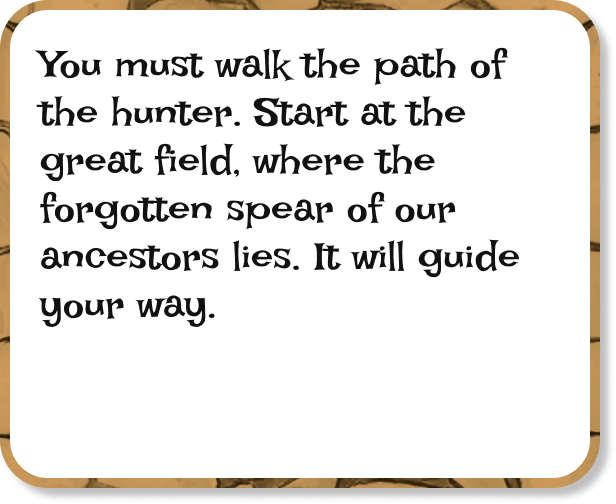 You must walk the path of
the hunter. Start at the
great field, where the
forgotten spear of our
ancestors lies. It will guide
your way.